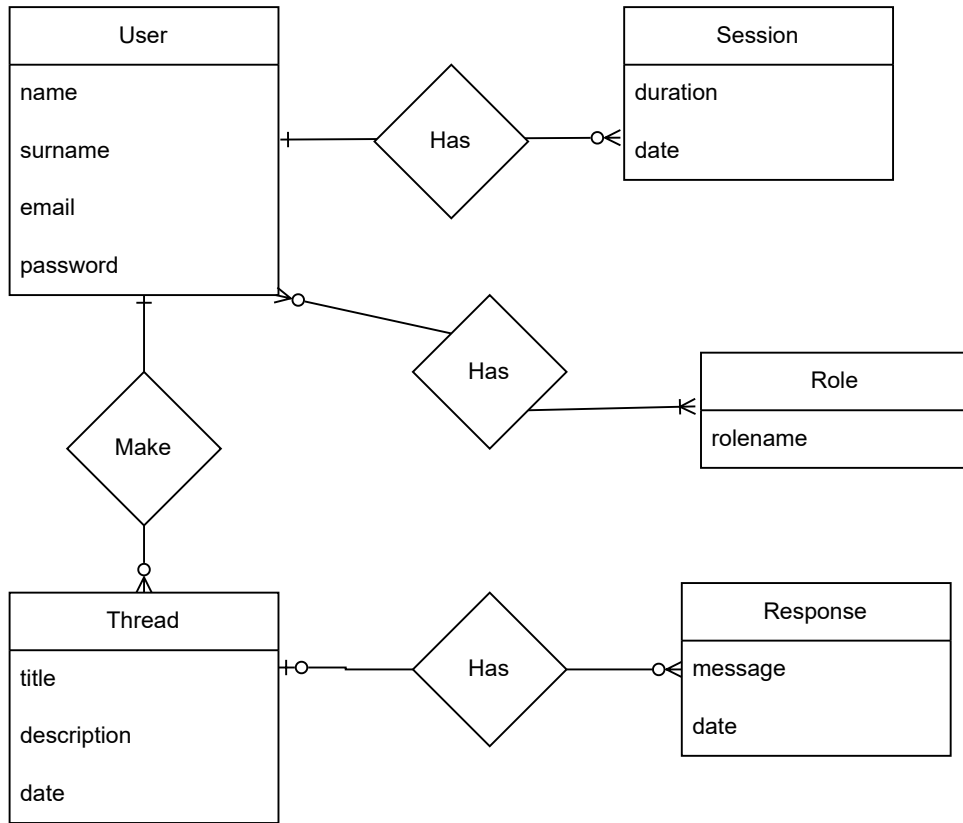 User
name
surname
email
password
Has
Session
duration
date
Has
Role
rolename
Make
Thread
title
description
date
Has
Response
message
date